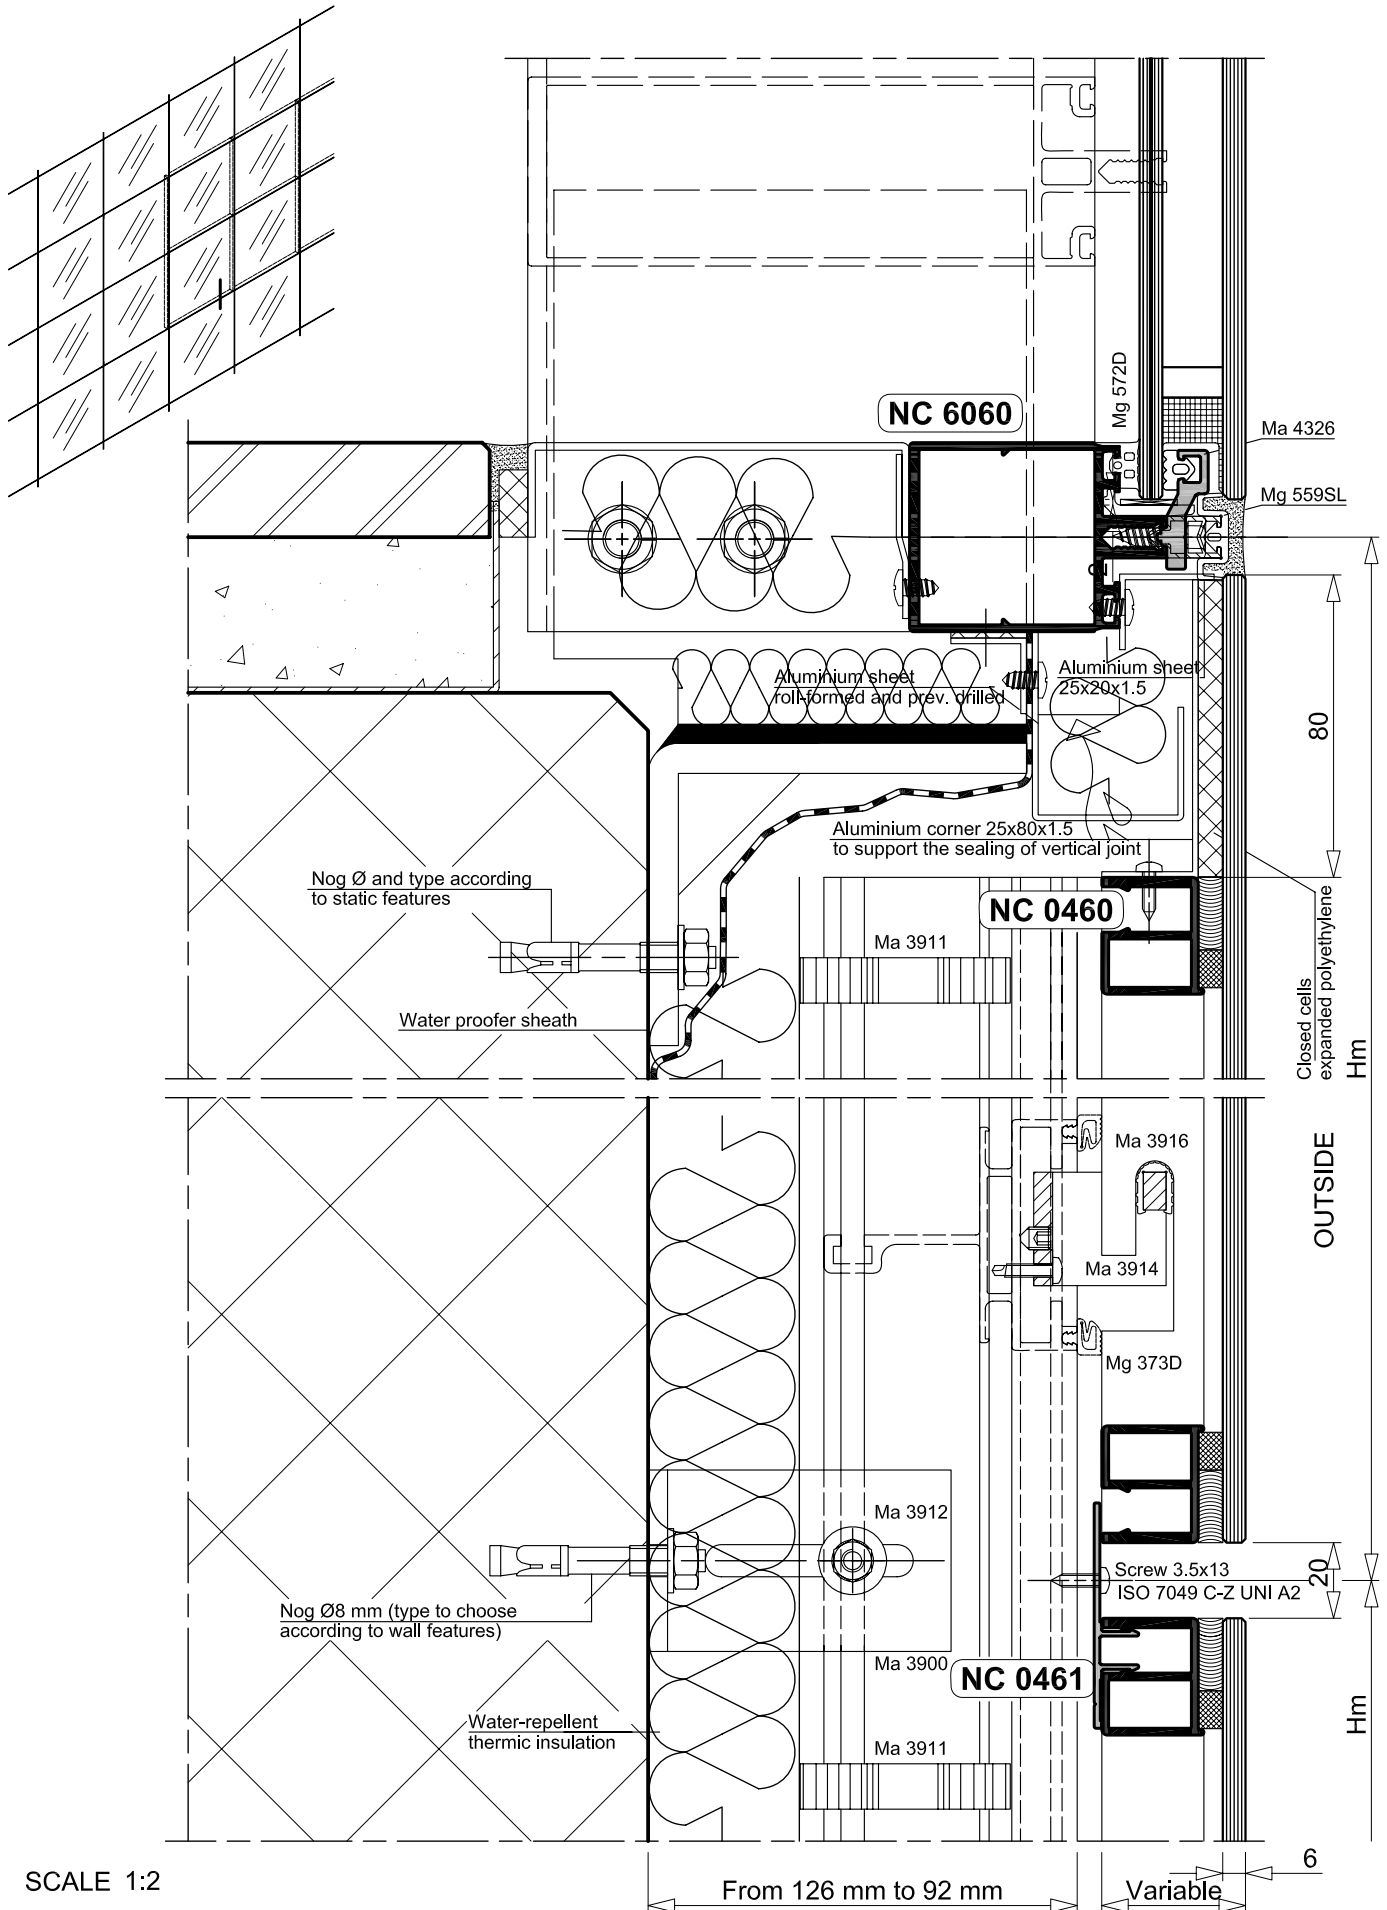 Mg 572D
NC 6060
Ma 4326
Mg 559SL
Aluminium sheet
roll-formed and prev. drilled
Aluminium sheet
25x20x1.5
80
Aluminium corner 25x80x1.5
to support the sealing of vertical joint
Nog Ø and type according
to static features
NC 0460
Ma 3911
Closed cells
expanded polyethylene
Water proofer sheath
Hm
Ma 3916
OUTSIDE
Ma 3914
Mg 373D
Ma 3912
Screw 3.5x13
ISO 7049 C-Z UNI A2
20
Nog Ø8 mm (type to choose
according to wall features)
Ma 3900
NC 0461
Water-repellent
thermic insulation
Ma 3911
Hm
SCALE 1:2
From 126 mm to 92 mm
Variable
6